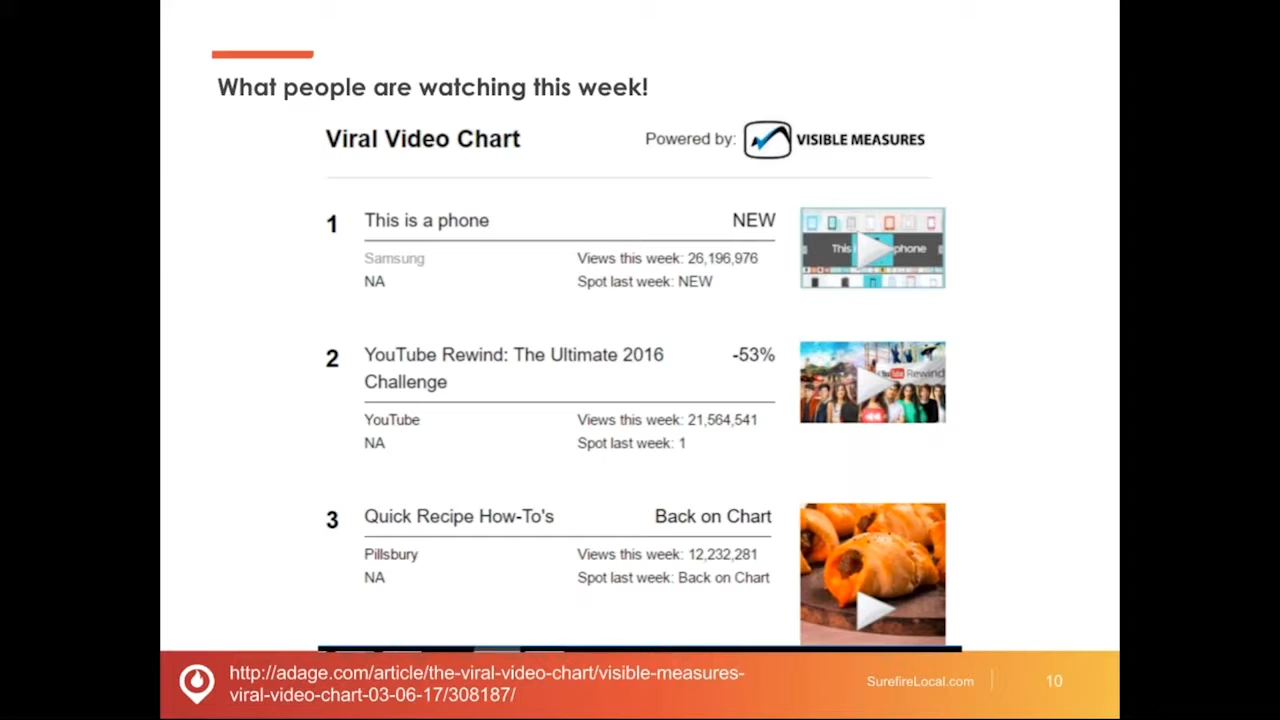 What people are watching this week!
Viral Video Chart
Powered by: VISIBLE MEASURES
1 This is a phone NEW
Samsung Views this week: 26,196,976
NA Spot last week: NEW
This phone
2 YouTube Rewind: The Ultimate 2016 -53%
Challenge
YouTube Views this week: 21,564,541
NA Spot last week: 1
Rewind
3 Quick Recipe How-To's Back on Chart
Pillsbury Views this week: 12,232,281
NA Spot last week: Back on Chart
http://adage.com/article/the-viral-video-chart/visible-measures-
viral-video-chart-03-06-17/308187/
SurefireLocal.com 10